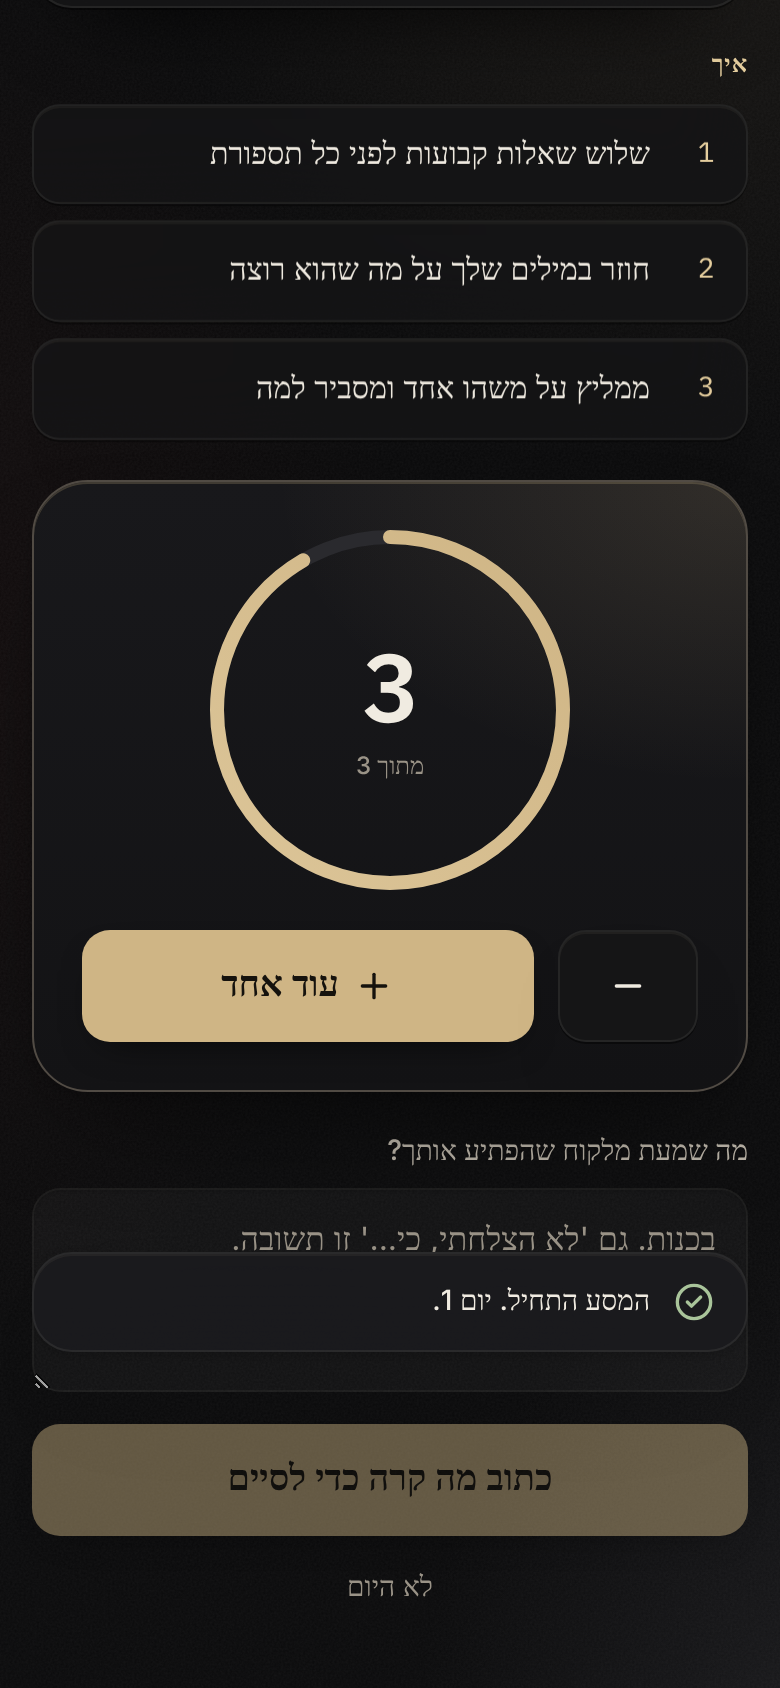 איך
1 שלוש שאלות קבועות לפני כל תספורת
2 חוזר במילים שלך על מה שהוא רוצה
3 ממליץ על משהו אחד ומסביר למה
3
מתוך 3
+ עוד אחד
−
מה שמעת מלקוח שהפתיע אותך?
בכנות. גם 'לא הצלחתי, כי...' זו תשובה.
המסע התחיל. יום 1.
כתוב מה קרה כדי לסיים
לא היום